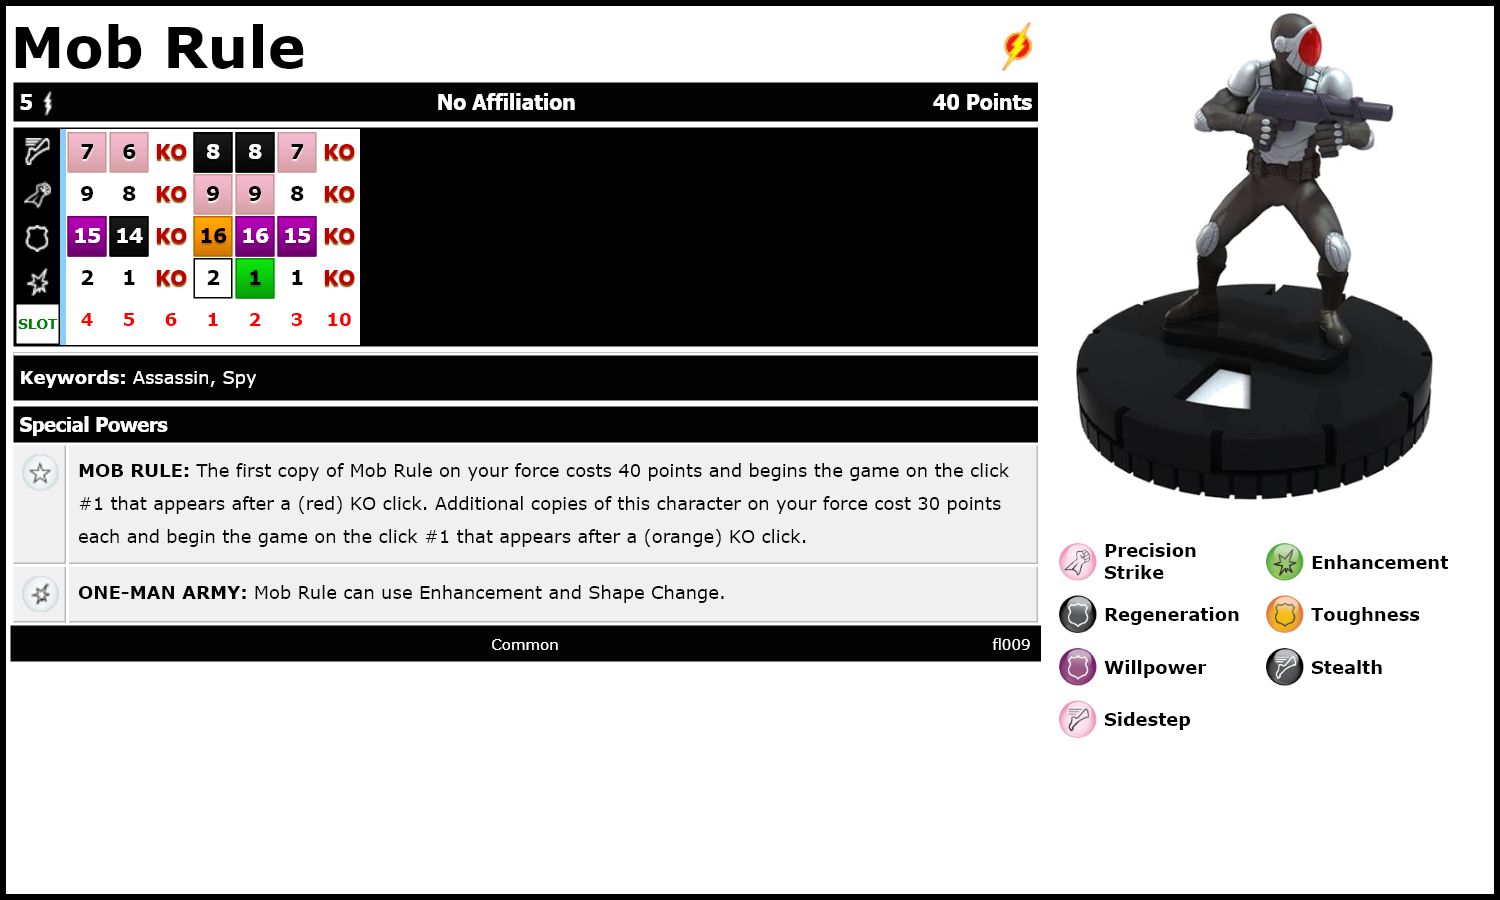 Mob Rule
5 No Affiliation 40 Points
7 6 KO 8 8 7 KO
9 8 KO 9 9 8 KO
15 14 KO 16 16 15 KO
2 1 KO 2 1 1 KO
SLOT 4 5 6 1 2 3 10
Keywords: Assassin, Spy
Special Powers
MOB RULE: The first copy of Mob Rule on your force costs 40 points and begins the game on the click
#1 that appears after a (red) KO click. Additional copies of this character on your force cost 30 points
each and begin the game on the click #1 that appears after a (orange) KO click.
ONE-MAN ARMY: Mob Rule can use Enhancement and Shape Change.
Common fl009
Precision
Strike
Enhancement
Regeneration
Toughness
Willpower
Stealth
Sidestep